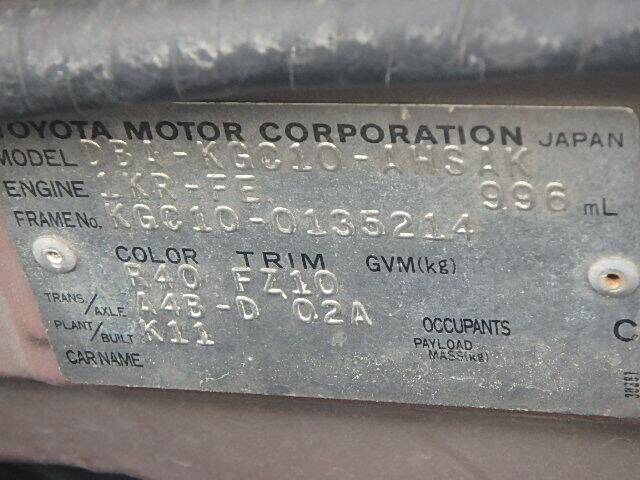 TOYOTA MOTOR CORPORATION JAPAN
MODEL DBA-KGC10-AHSAK
ENGINE 1KR-FE 996 mL
FRAME No. KGC10-0135214
COLOR TRIM GVM(kg)
R40 FZ10
TRANS./AXLE A4B-D 02A
PLANT/BUILT K11 OCCUPANTS C
PAYLOAD
CAR NAME MASS(kg)